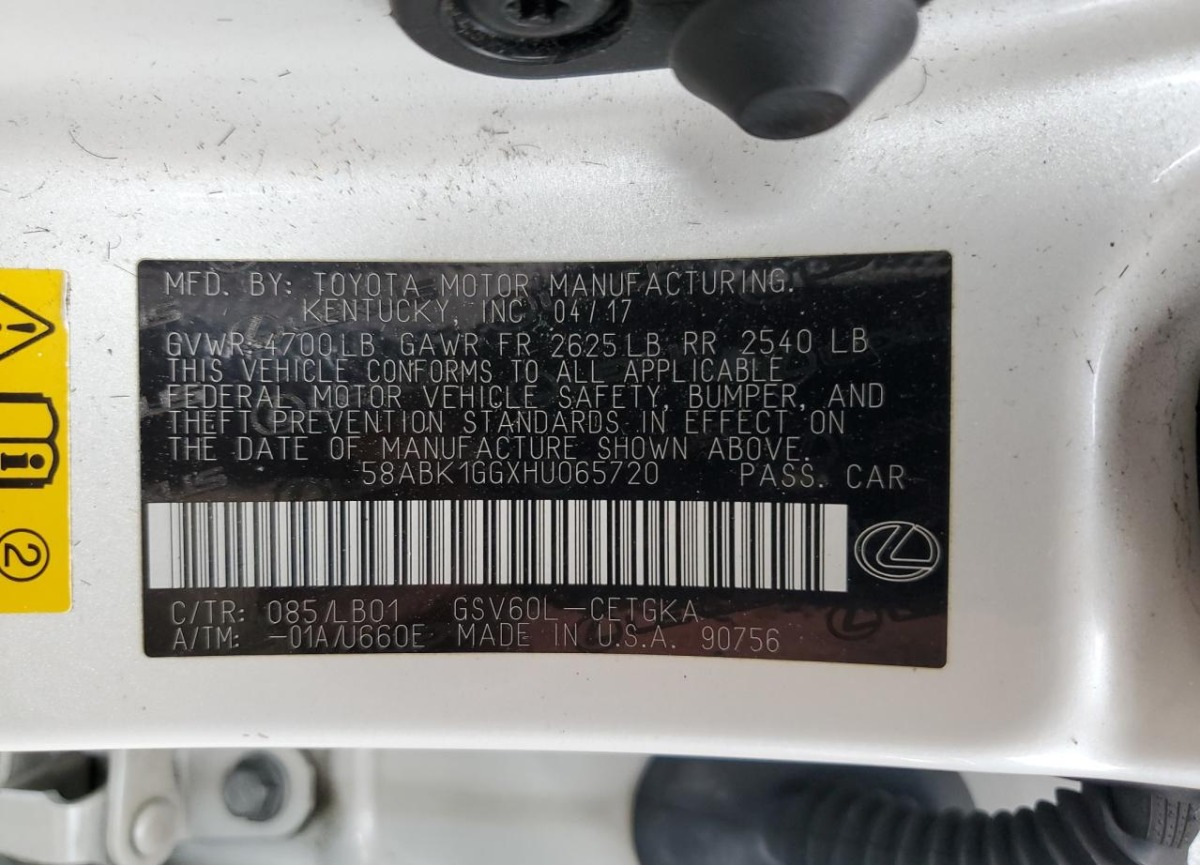 MFD. BY: TOYOTA MOTOR MANUFACTURING.
KENTUCKY, INC 04/17
GVWR 4700LB GAWR FR 2625LB RR 2540 LB
THIS VEHICLE CONFORMS TO ALL APPLICABLE
FEDERAL MOTOR VEHICLE SAFETY, BUMPER, AND
THEFT PREVENTION STANDARDS IN EFFECT ON
THE DATE OF MANUFACTURE SHOWN ABOVE.
58ABK1GGXHU065720 PASS. CAR
C/TR: 085/LB01 GSV60L-CETGKA
A/TM: -01A/U660E MADE IN U.S.A. 90756
2